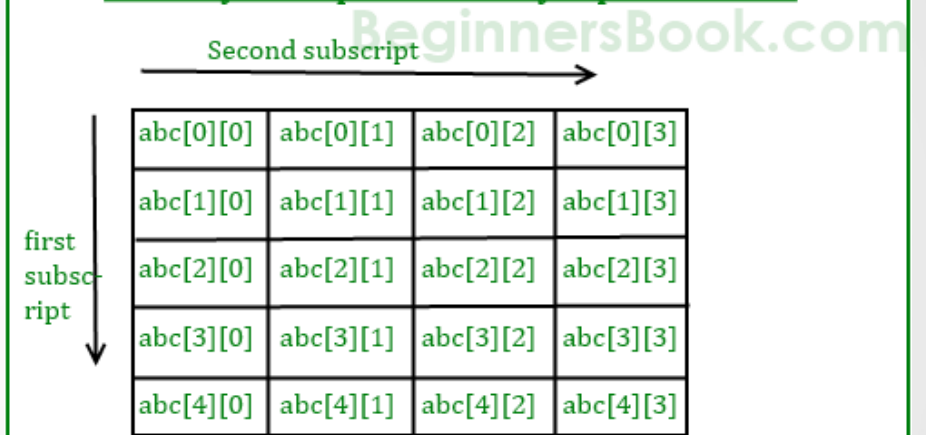 BeginnersBook.com
Second subscript
abc[0][0] abc[0][1] abc[0][2] abc[0][3]
abc[1][0] abc[1][1] abc[1][2] abc[1][3]
first
subsc-
ript
abc[2][0] abc[2][1] abc[2][2] abc[2][3]
abc[3][0] abc[3][1] abc[3][2] abc[3][3]
abc[4][0] abc[4][1] abc[4][2] abc[4][3]